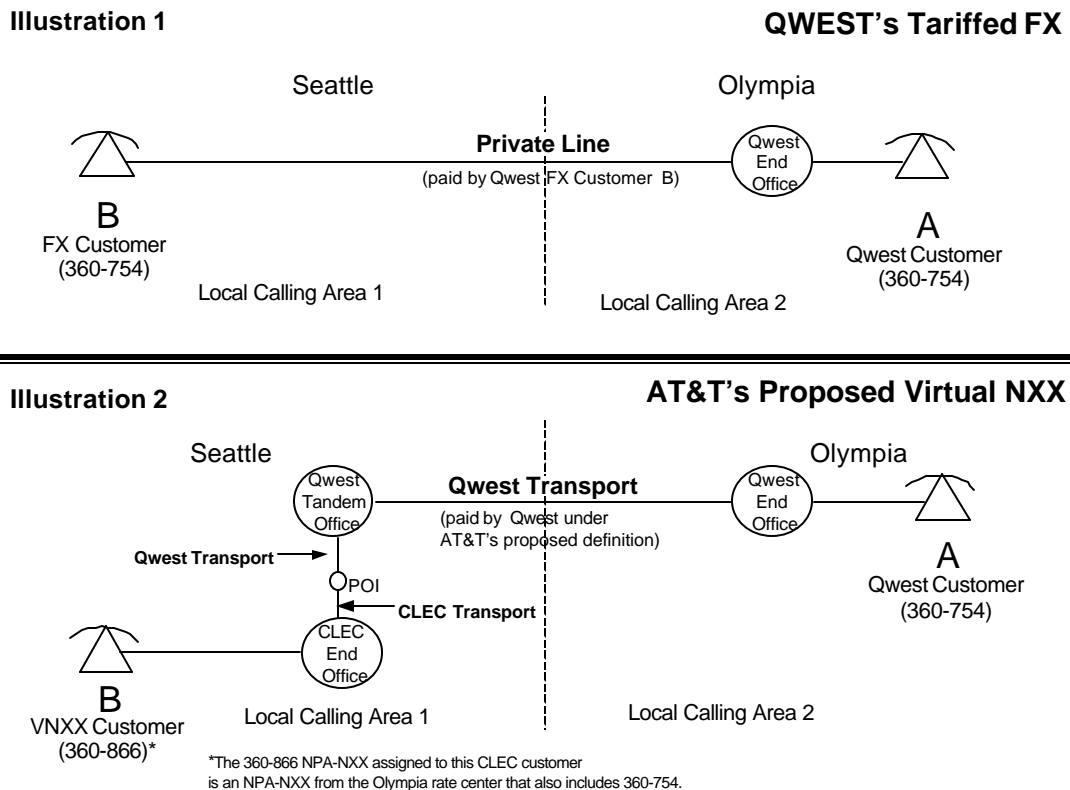 Illustration 1
QWEST's Tariffed FX
Seattle
Olympia
Private Line
(paid by Qwest FX Customer B)
Qwest
End
Office
B
FX Customer
(360-754)
A
Qwest Customer
(360-754)
Local Calling Area 1
Local Calling Area 2
Illustration 2
AT&T's Proposed Virtual NXX
Seattle
Olympia
Qwest
Tandem
Office
Qwest Transport
(paid by Qwest under
AT&T's proposed definition)
Qwest
End
Office
Qwest Transport
POI
CLEC Transport
A
Qwest Customer
(360-754)
CLEC
End
Office
B
VNXX Customer
(360-866)*
Local Calling Area 1
Local Calling Area 2
*The 360-866 NPA-NXX assigned to this CLEC customer
is an NPA-NXX from the Olympia rate center that also includes 360-754.